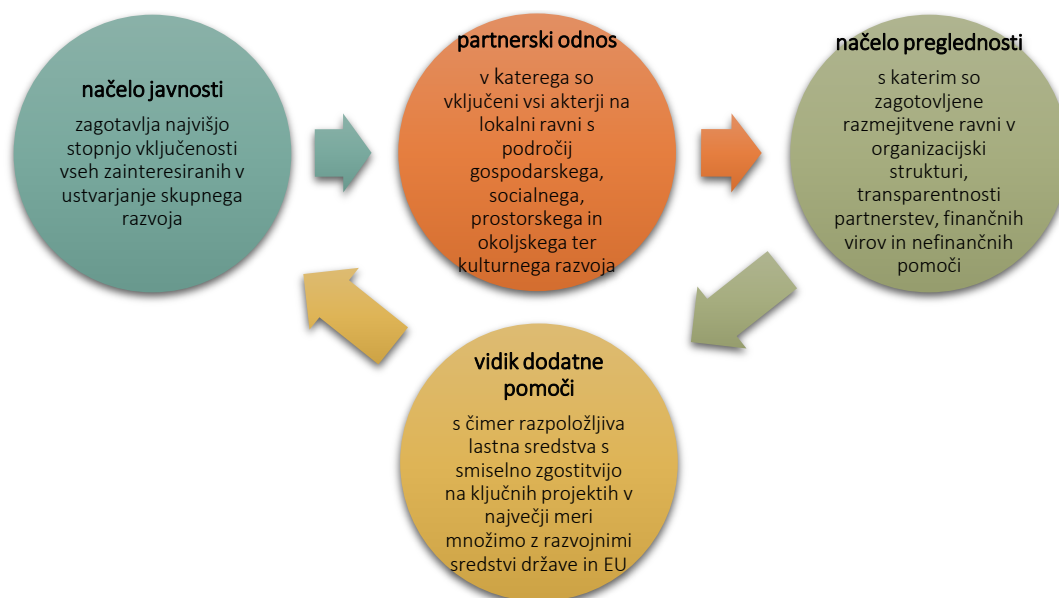 načelo javnosti
zagotavlja najvišjo
stopnjo vključenosti
vseh zainteresiranih v
ustvarjanje skupnega
razvoja
partnerski odnos
v katerega so
vključeni vsi akterji na
lokalni ravni s
področij
gospodarskega,
socialnega,
prostorskega in
okoljskega ter
kulturnega razvoja
načelo preglednosti
s katerim so
zagotovljene
razmejitvene ravni v
organizacijski
strukturi,
transparentnosti
partnerstev, finančnih
virov in nefinančnih
pomoči
vidik dodatne
pomoči
s čimer razpoložljiva
lastna sredstva s
smiselno zgostitvijo
na ključnih projektih v
največji meri
množimo z razvojnimi
sredstvi države in EU